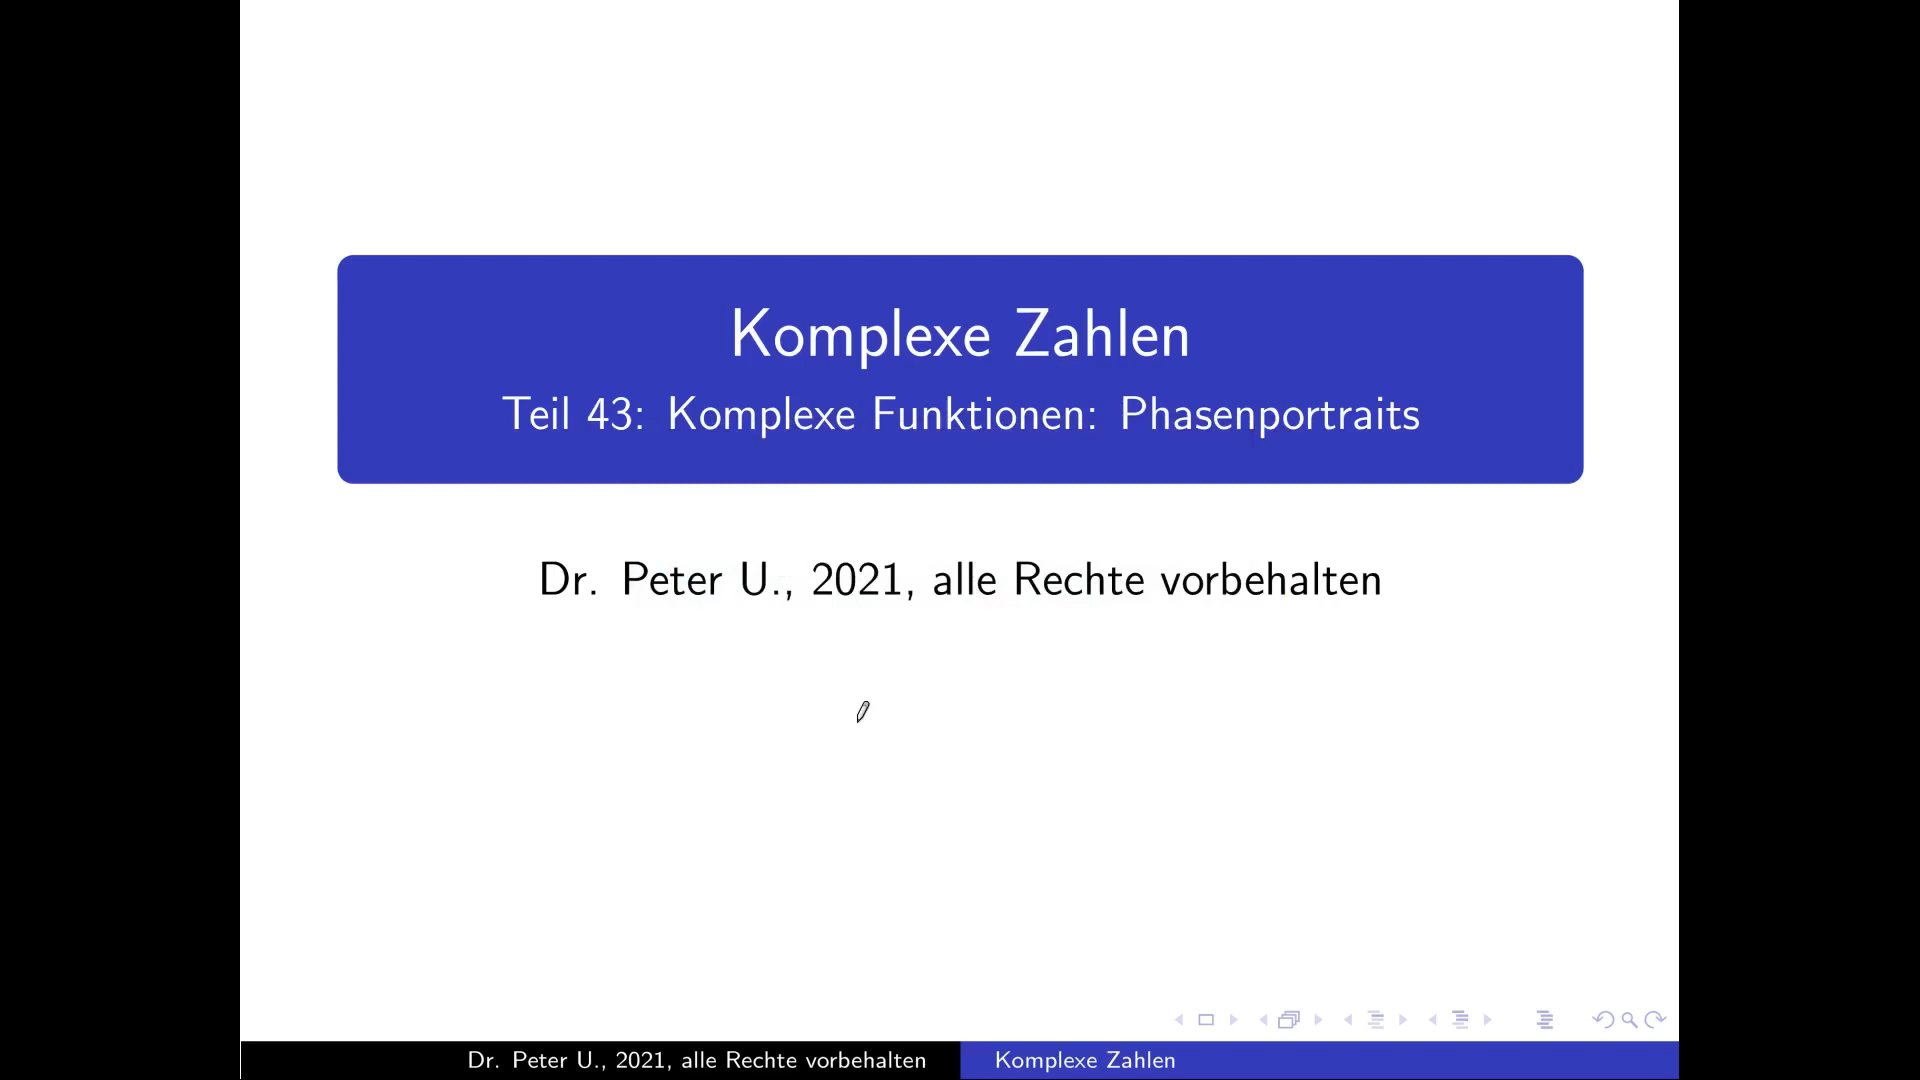 Komplexe Zahlen
Teil 43: Komplexe Funktionen: Phasenportraits
Dr. Peter U., 2021, alle Rechte vorbehalten
Dr. Peter U., 2021, alle Rechte vorbehalten
Komplexe Zahlen